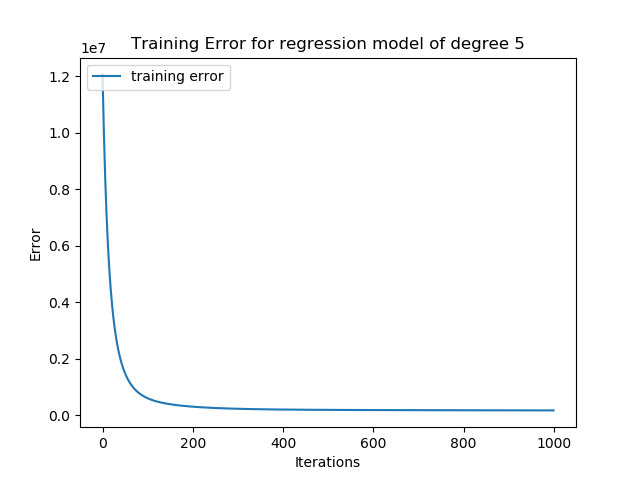 Training Error for regression model of degree 5
1e7
training error
1.2
1.0
0.8
0.6
0.4
0.2
0.0
Error
0 200 400 600 800 1000
Iterations